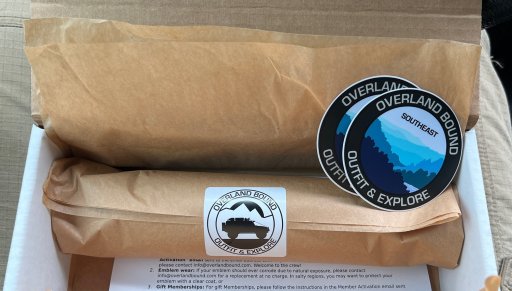 OVERLAND
OVERLAND BOUND
SOUTHEAST
OUTFIT & EXPLORE
OUTFIT & EXPLORE
OVERLAND BOUND
OUTFIT & EXPLORE
please contact info@overlandbound.com. Welcome to the crew!
2. Emblem wear: If your emblem should ever corrode due to natural exposure, please contact
info@overlandbound.com for a replacement at no charge. In salty regions, you may want to protect your
emblem with a clear coat, or
3. Gift Memberships: For gift Memberships, please follow the instructions in the Member Activation email sent